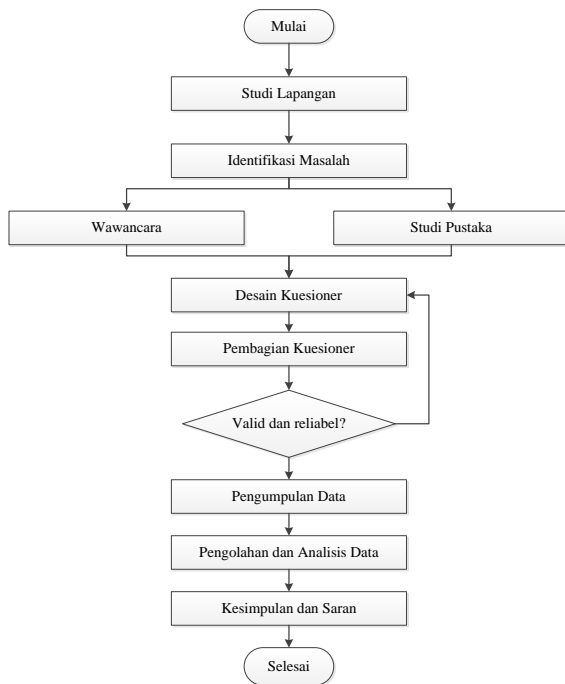 Mulai
Studi Lapangan
Identifikasi Masalah
Wawancara
Studi Pustaka
Desain Kuesioner
Pembagian Kuesioner
Valid dan reliabel?
Pengumpulan Data
Pengolahan dan Analisis Data
Kesimpulan dan Saran
Selesai